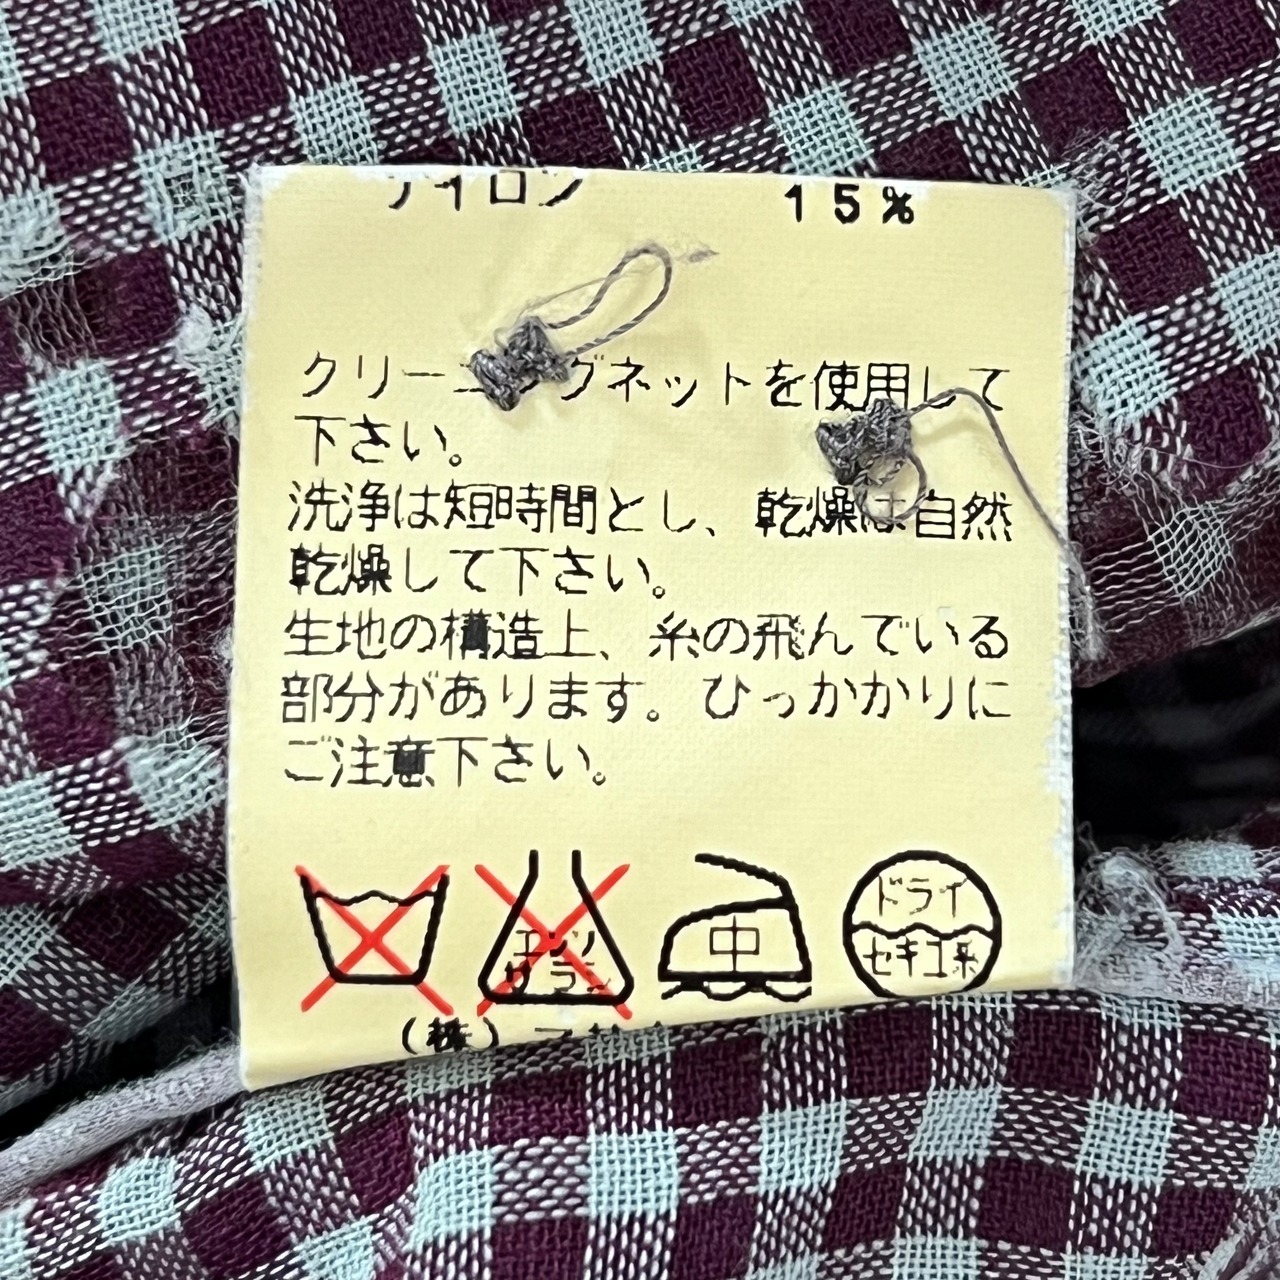 ナイロン 15%
クリーニングネットを使用して
下さい。
洗浄は短時間とし、乾燥は自然
乾燥して下さい。
生地の構造上、糸の飛んでいる
部分があります。ひっかかりに
ご注意下さい。
エンソ
サラシ
中
ドライ
セキユ系
(株)